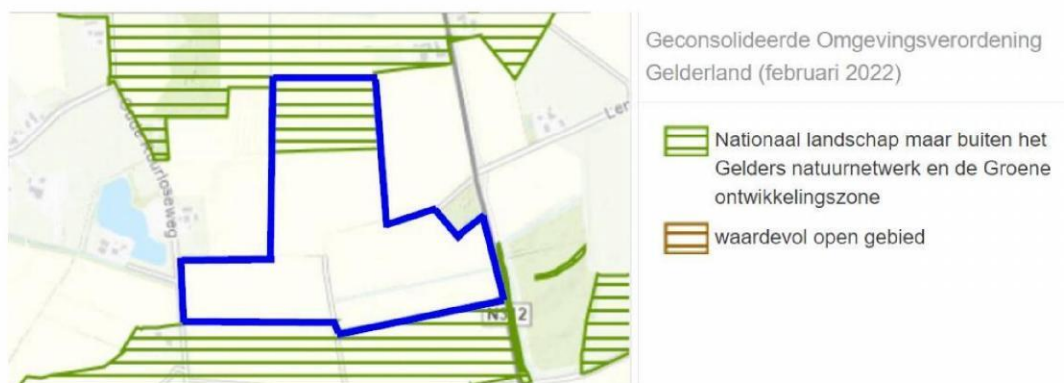 Geconsolideerde Omgevingsverordening
Gelderland (februari 2022)
Nationaal landschap maar buiten het
Gelders natuurnetwerk en de Groene
ontwikkelingszone
waardevol open gebied